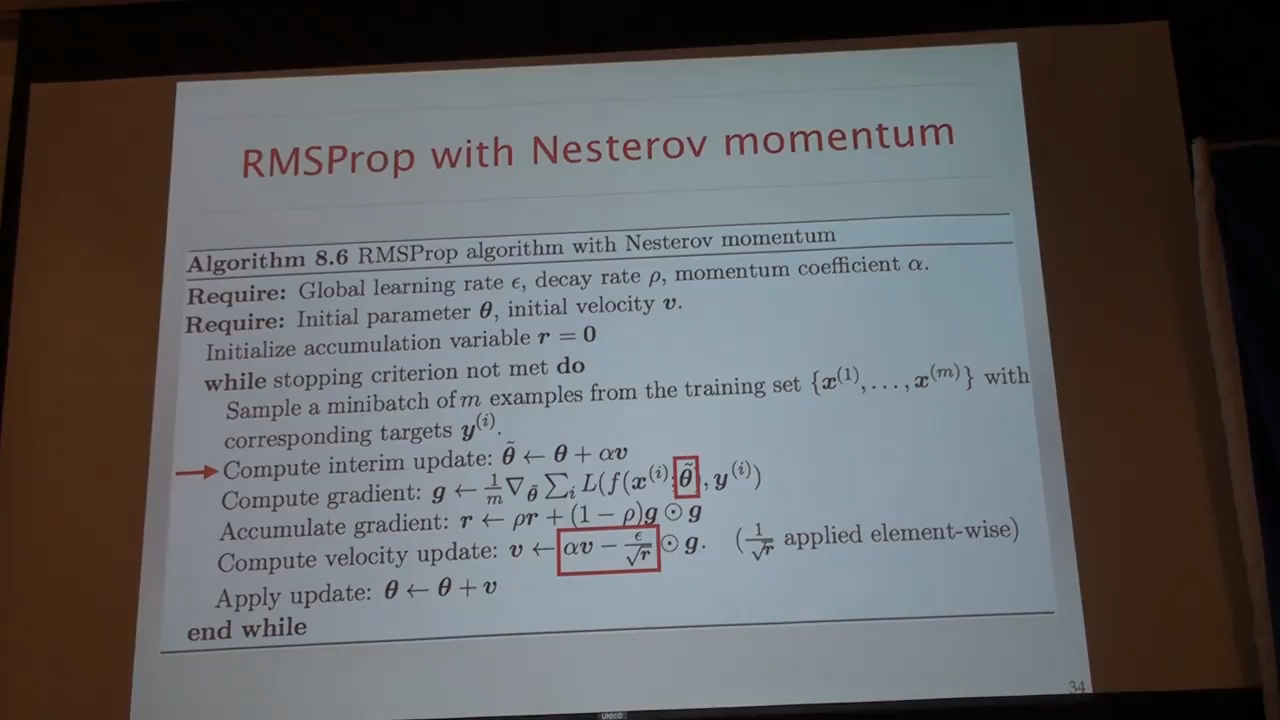 RMSProp with Nesterov momentum
Algorithm 8.6 RMSProp algorithm with Nesterov momentum
Require: Global learning rate ϵ, decay rate ρ, momentum coefficient α.
Require: Initial parameter θ, initial velocity v.
Initialize accumulation variable r = 0
while stopping criterion not met do
Sample a minibatch of m examples from the training set {x^(1), . . . , x^(m)} with
corresponding targets y^(i).
Compute interim update: θ̃ ← θ + αv
Compute gradient: g ← 1/m ∇_θ̃ ∑_i L(f(x^(i); θ̃), y^(i))
Accumulate gradient: r ← ρr + (1 − ρ)g ⊙ g
Compute velocity update: v ← αv − ϵ/√r ⊙ g. (1/√r applied element-wise)
Apply update: θ ← θ + v
end while
34